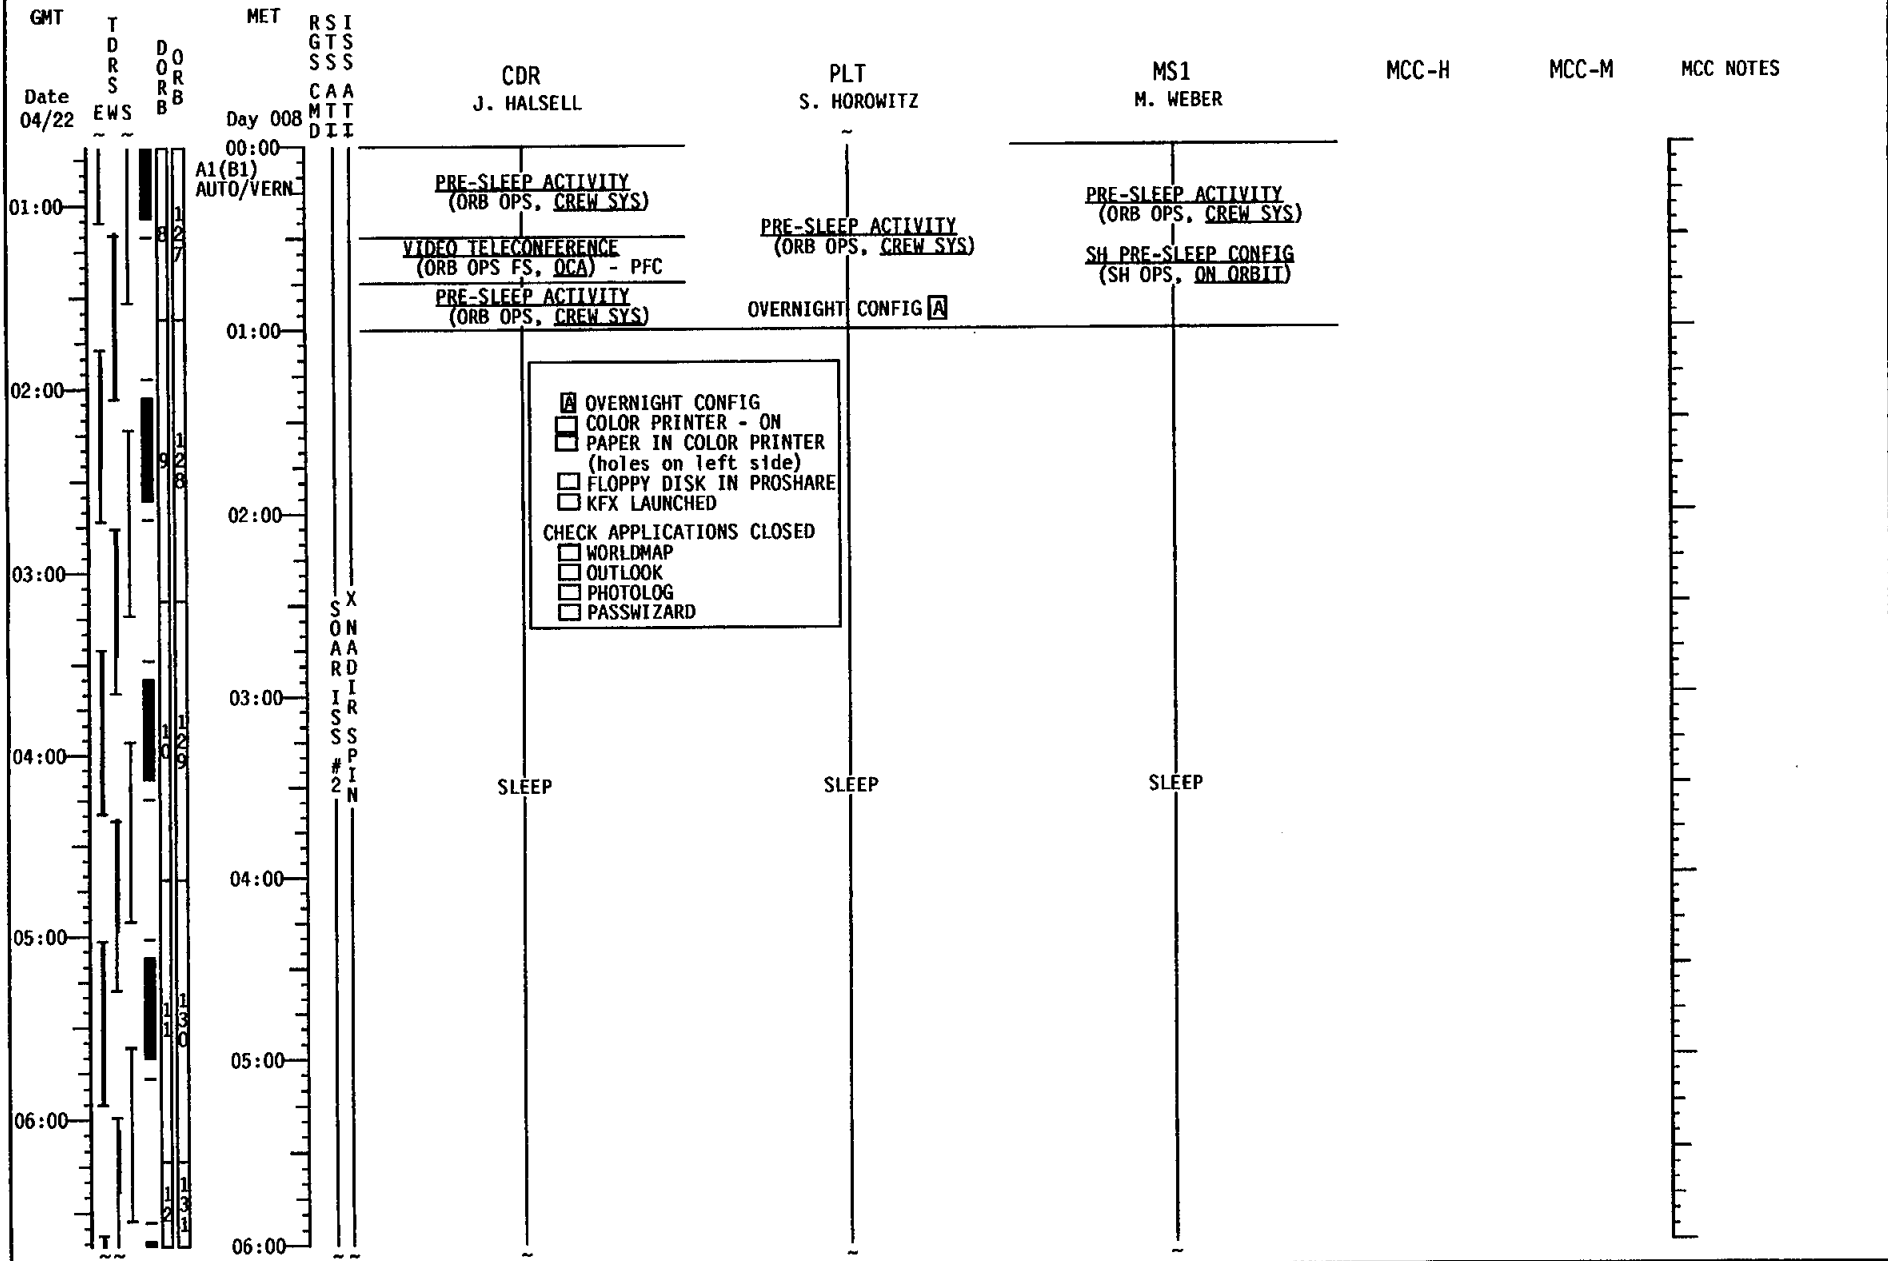 GMT
TDRS
DORB
ORB
MET
RGS CMD
STS ATT
ISS ATT
CDR
PLT
MS1
MCC-H
MCC-M
MCC NOTES
J. HALSELL
S. HOROWITZ
M. WEBER
Date
04/22
E W S
Day 008
~ ~
~
00:00
A1(B1)
AUTO/VERN
PRE-SLEEP ACTIVITY
(ORB OPS, CREW SYS)
PRE-SLEEP ACTIVITY
(ORB OPS, CREW SYS)
01:00
8
127
PRE-SLEEP ACTIVITY
(ORB OPS, CREW SYS)
VIDEO TELECONFERENCE
(ORB OPS FS, OCA) - PFC
SH PRE-SLEEP CONFIG
(SH OPS, ON ORBIT)
PRE-SLEEP ACTIVITY
(ORB OPS, CREW SYS)
OVERNIGHT CONFIG A
01:00
02:00
A OVERNIGHT CONFIG
COLOR PRINTER - ON
PAPER IN COLOR PRINTER
(holes on left side)
FLOPPY DISK IN PROSHARE
KFX LAUNCHED
CHECK APPLICATIONS CLOSED
WORLDMAP
OUTLOOK
PHOTOLOG
PASSWIZARD
9
128
02:00
03:00
SOAR ISS #2
X NADIR SPIN
03:00
10
129
04:00
SLEEP
SLEEP
SLEEP
04:00
05:00
11
130
05:00
06:00
12
131
06:00
~~
~~
~
~
~